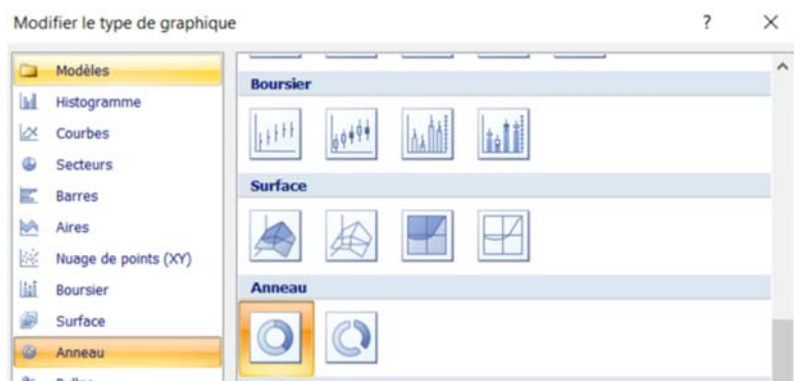 Modifier le type de graphique ? ×
Modèles
Histogramme
Courbes
Secteurs
Barres
Aires
Nuage de points (XY)
Boursier
Surface
Anneau
Boursier
Surface
Anneau